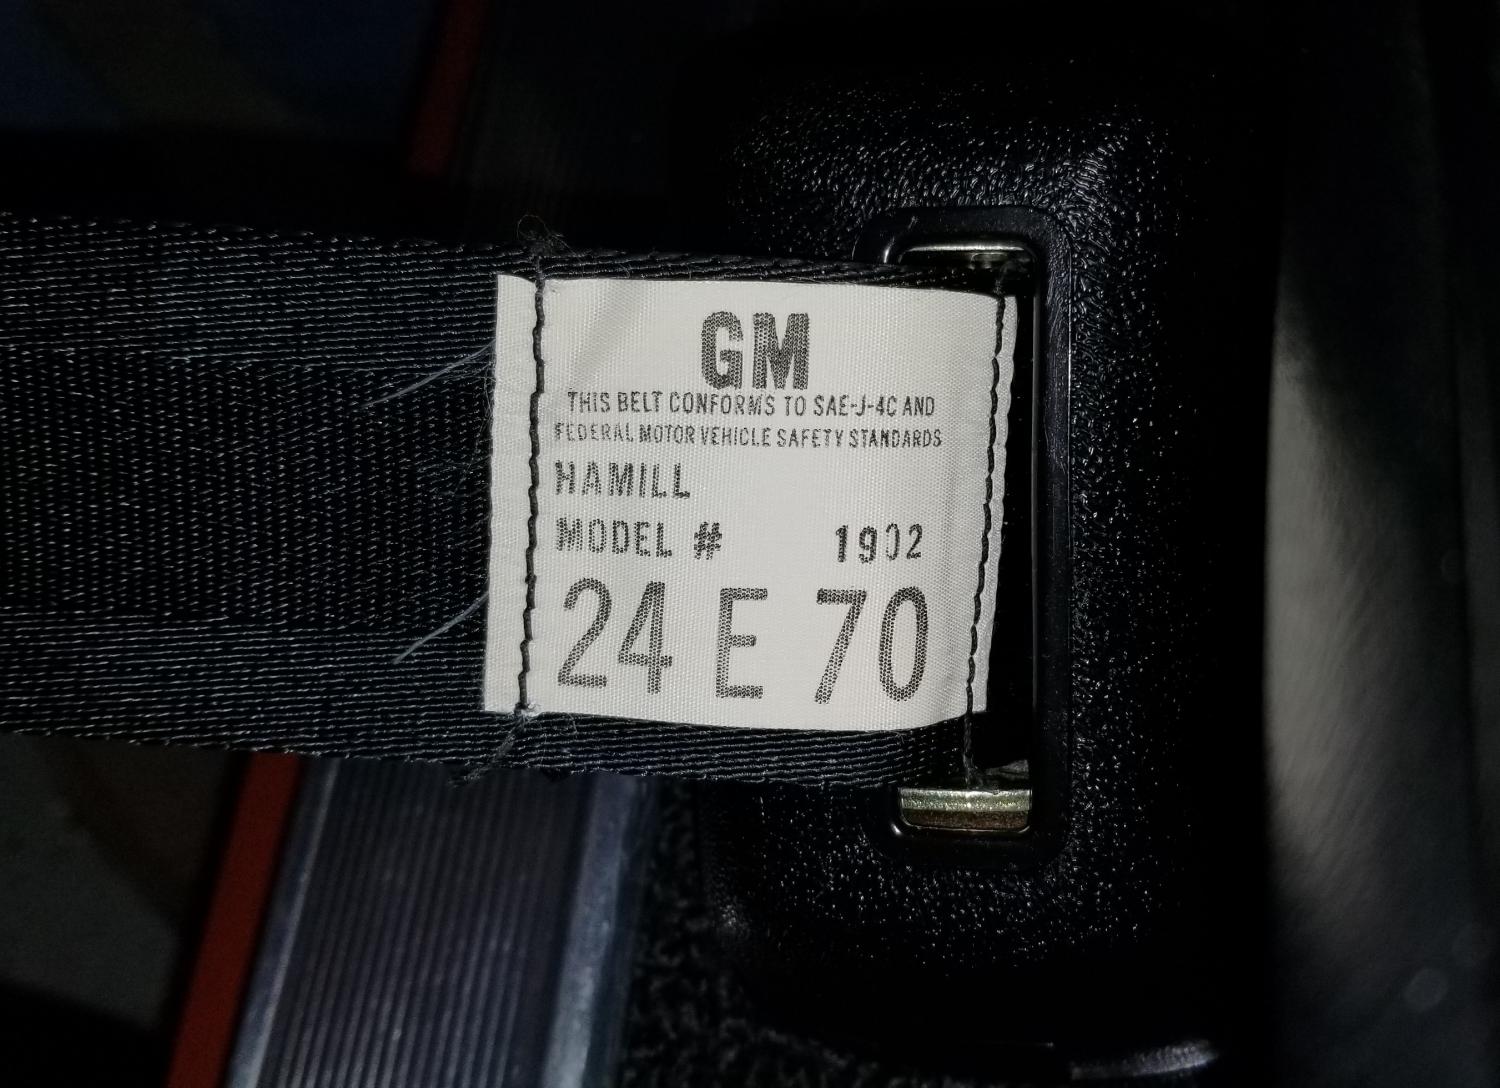 GM
THIS BELT CONFORMS TO SAE-J-4C AND
FEDERAL MOTOR VEHICLE SAFETY STANDARDS
HAMILL
MODEL # 1902
24 E 70